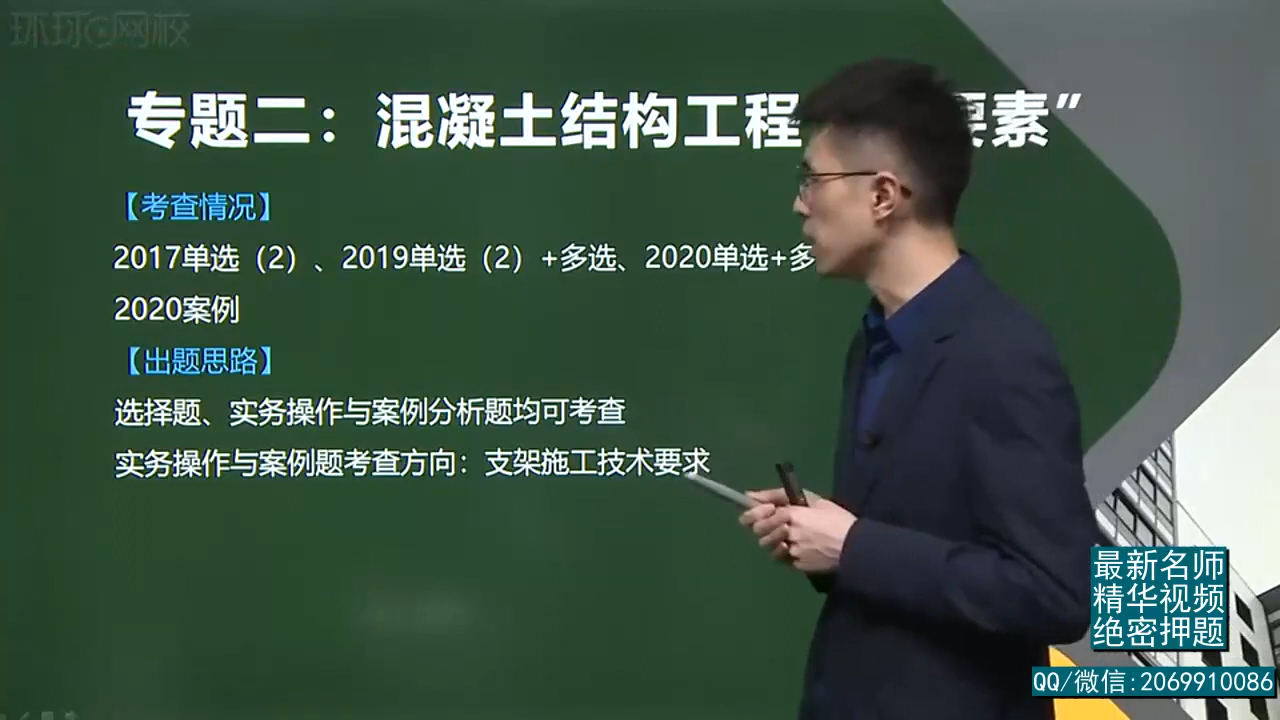 环球网校
专题二：混凝土结构工程 要素”
【考查情况】
2017单选（2）、2019单选（2）+多选、2020单选+多
2020案例
【出题思路】
选择题、实务操作与案例分析题均可考查
实务操作与案例题考查方向：支架施工技术要求
最新名师
精华视频
绝密押题
QQ/微信:2069910086